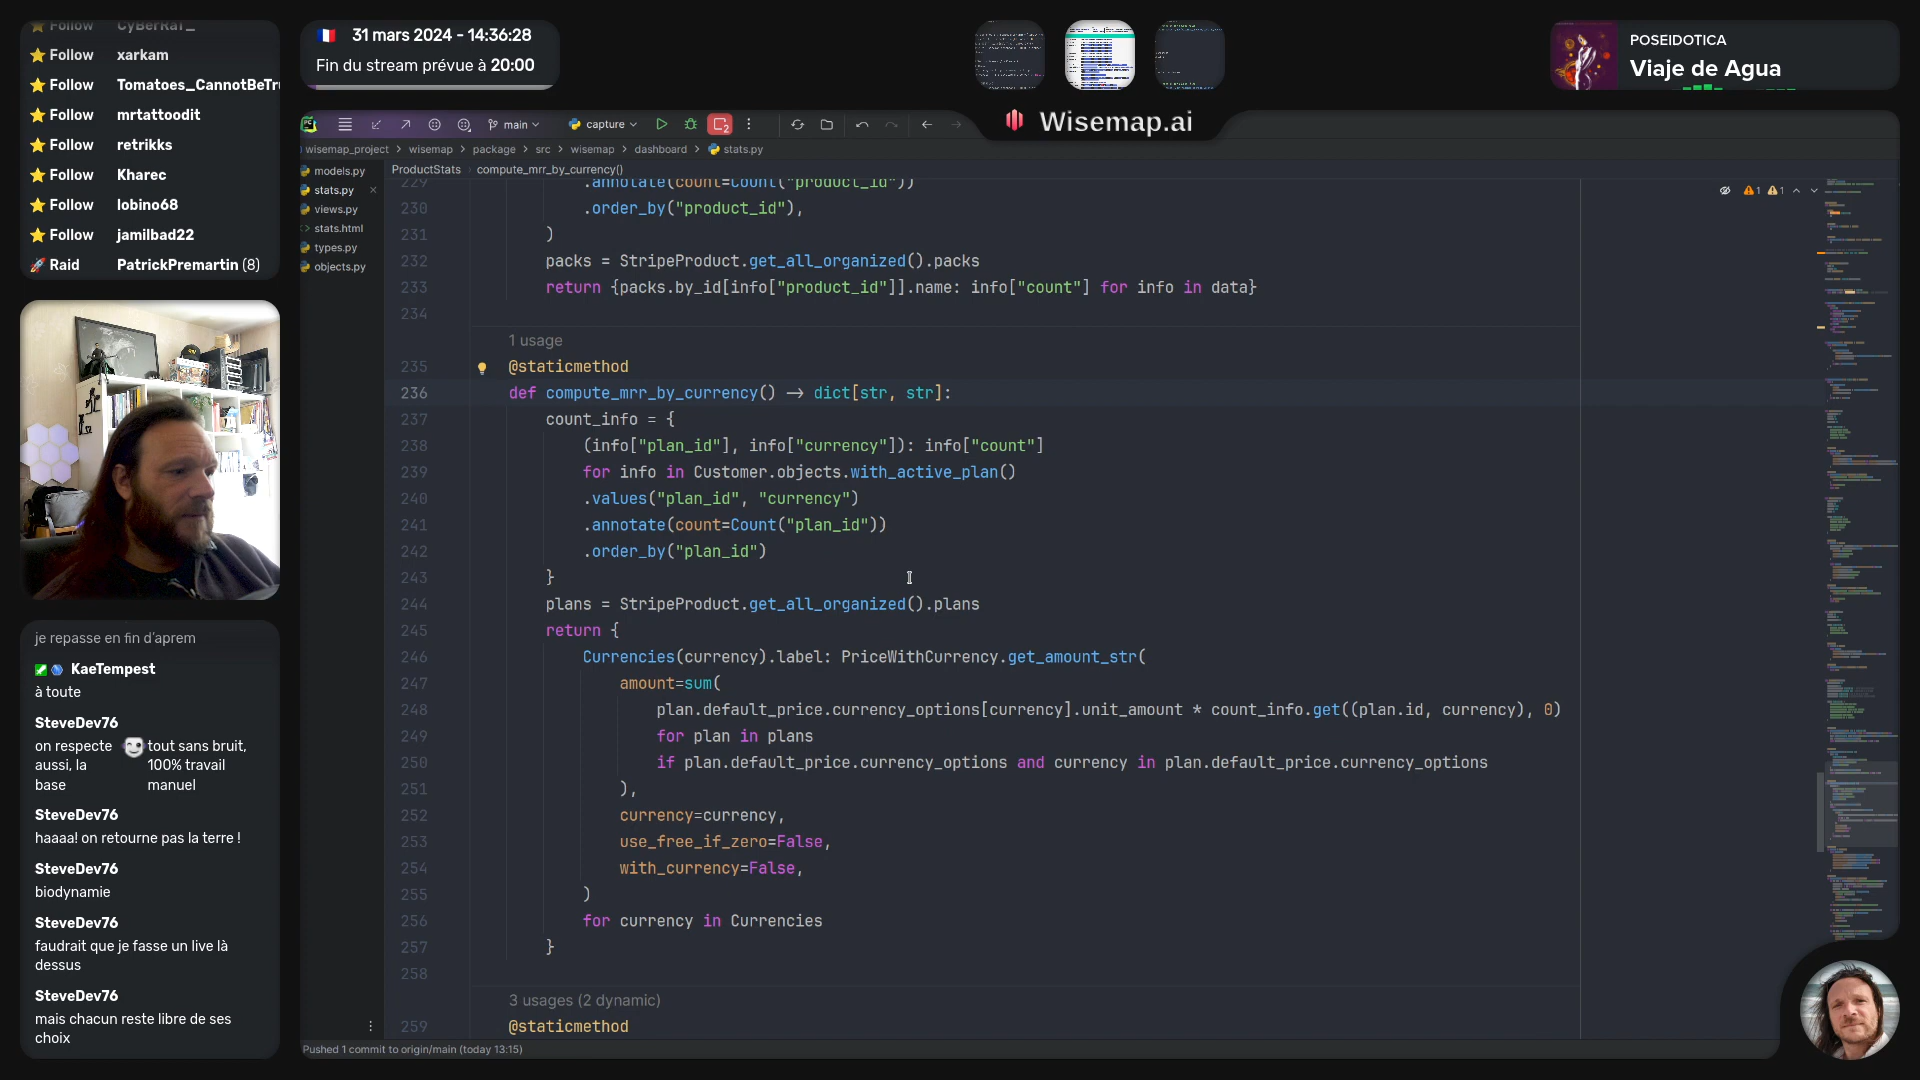 Follow CyBerRaT_
Follow xarkam
Follow Tomatoes_CannotBeTr
Follow mrtattoodit
Follow retrikks
Follow Kharec
Follow lobino68
Follow jamilbad22
Raid PatrickPremartin (8)
31 mars 2024 - 14:36:28
Fin du stream prévue à 20:00
POSEIDOTICA
Viaje de Agua
Wisemap.ai
main
capture
wisemap_project > wisemap > package > src > wisemap > dashboard > stats.py
models.py
stats.py
views.py
stats.html
types.py
objects.py
ProductStats > compute_mrr_by_currency()
1 1
229 .annotate(count=Count("product_id"))
230 .order_by("product_id"),
231 )
232 packs = StripeProduct.get_all_organized().packs
233 return {packs.by_id[info["product_id"]].name: info["count"] for info in data}
234
1 usage
235 @staticmethod
236 def compute_mrr_by_currency() → dict[str, str]:
237 count_info = {
238 (info["plan_id"], info["currency"]): info["count"]
239 for info in Customer.objects.with_active_plan()
240 .values("plan_id", "currency")
241 .annotate(count=Count("plan_id"))
242 .order_by("plan_id")
243 }
244 plans = StripeProduct.get_all_organized().plans
245 return {
246 Currencies(currency).label: PriceWithCurrency.get_amount_str(
247 amount=sum(
248 plan.default_price.currency_options[currency].unit_amount * count_info.get((plan.id, currency), 0)
249 for plan in plans
250 if plan.default_price.currency_options and currency in plan.default_price.currency_options
251 ),
252 currency=currency,
253 use_free_if_zero=False,
254 with_currency=False,
255 )
256 for currency in Currencies
257 }
258
3 usages (2 dynamic)
259 @staticmethod
Pushed 1 commit to origin/main (today 13:15)
je repasse en fin d'aprem
KaeTempest
à toute
SteveDev76
on respecte aussi, la base
tout sans bruit, 100% travail manuel
SteveDev76
haaaa! on retourne pas la terre !
SteveDev76
biodynamie
SteveDev76
faudrait que je fasse un live là
dessus
SteveDev76
mais chacun reste libre de ses
choix